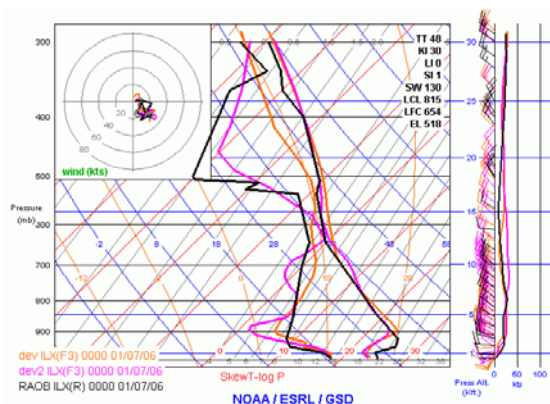 TT 48
KI 30
LI 0
SI 1
SW 130
LCL 815
LFC 654
EL 518
300
400
500
700
800
900
Pressure
(mb)
20
40
60
80
wind (kts)
-2
8
18
28
38
48
58
-12
0
10
20
30
dev ILX(F3) 0000 01/07/06
dev2 ILX(F3) 0000 01/07/06
RAOB ILX(R) 0000 01/07/06
SkewT-log P
NOAA / ESRL / GSD
30
25
20
15
10
5
1
Press Alt.
(Kft.)
0
50
100
kts